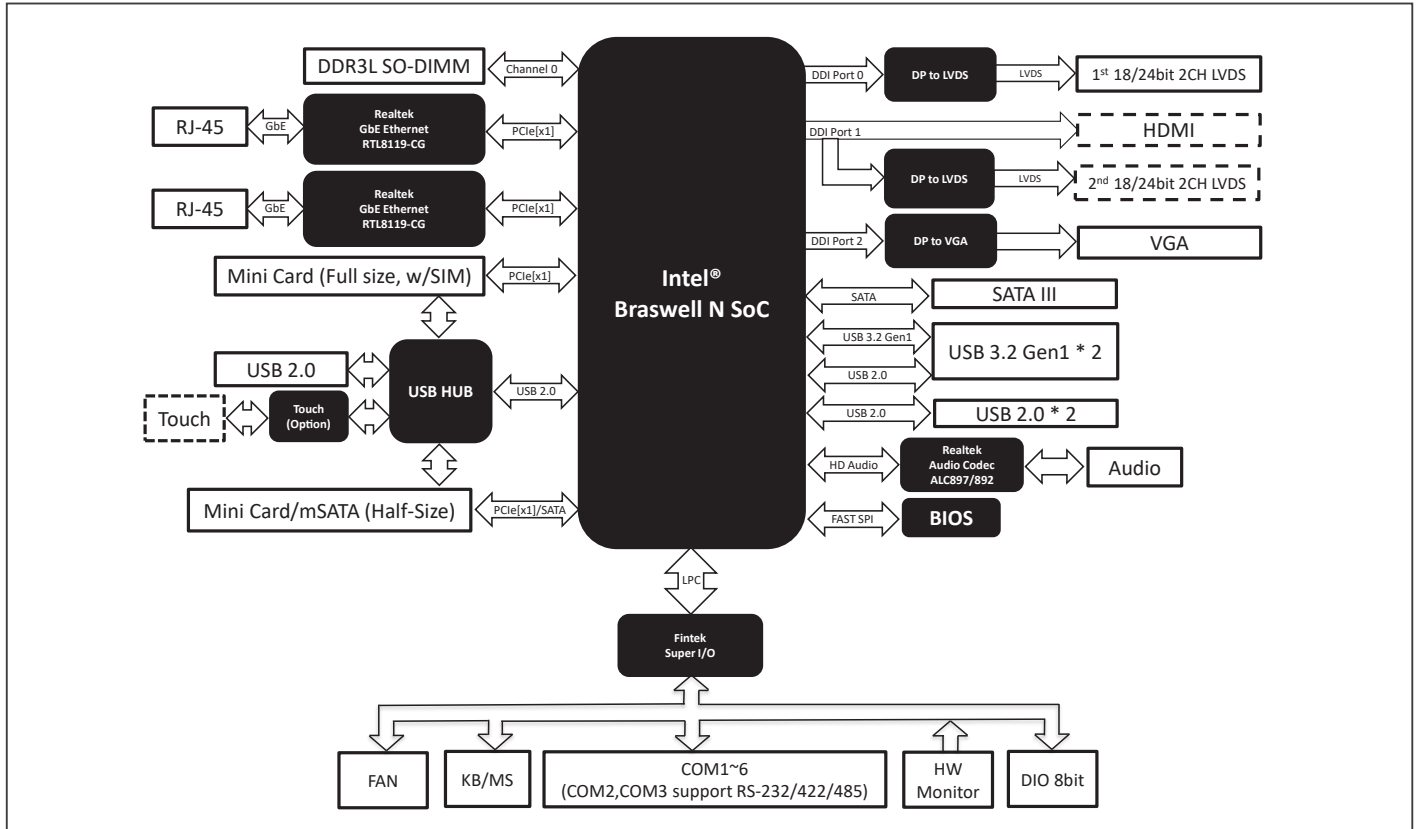 DDR3L SO-DIMM
Channel 0
RJ-45
GbE
Realtek
GbE Ethernet
RTL8119-CG
PCIe[x1]
RJ-45
GbE
Realtek
GbE Ethernet
RTL8119-CG
PCIe[x1]
Mini Card (Full size, w/SIM)
PCIe[x1]
USB 2.0
USB HUB
USB 2.0
Touch
Touch
(Option)
Mini Card/mSATA (Half-Size)
PCIe[x1]/SATA
Intel®
Braswell N SoC
DDI Port 0
DP to LVDS
LVDS
1st 18/24bit 2CH LVDS
DDI Port 1
HDMI
DP to LVDS
LVDS
2nd 18/24bit 2CH LVDS
DDI Port 2
DP to VGA
VGA
SATA
SATA III
USB 3.2 Gen1
USB 3.2 Gen1 * 2
USB 2.0
USB 2.0
USB 2.0 * 2
HD Audio
Realtek
Audio Codec
ALC897/892
Audio
FAST SPI
BIOS
LPC
Fintek
Super I/O
FAN
KB/MS
COM1~6
(COM2,COM3 support RS-232/422/485)
HW
Monitor
DIO 8bit